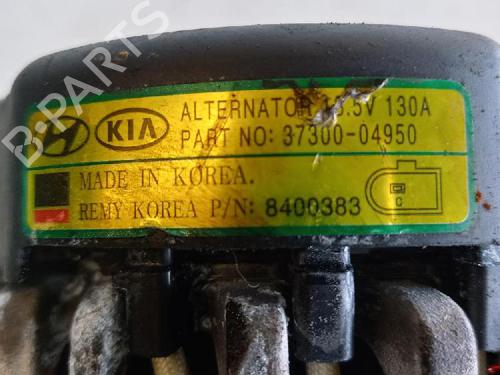 B-PARTS
KIA
ALTERNATOR 13.5V 130A
PART NO: 37300-04950
MADE IN KOREA.
REMY KOREA P/N: 8400383
C